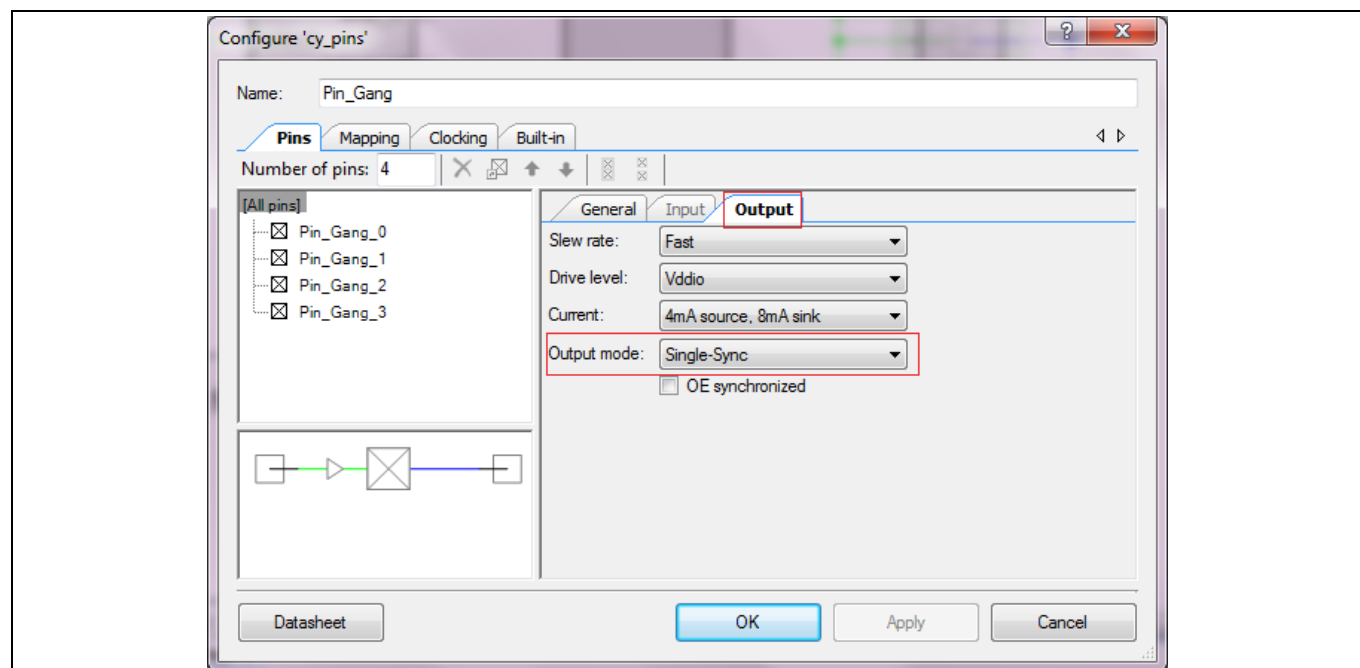 Configure 'cy_pins'
Name: Pin_Gang
Pins Mapping Clocking Built-in
Number of pins: 4
[All pins]
Pin_Gang_0
Pin_Gang_1
Pin_Gang_2
Pin_Gang_3
General Input Output
Slew rate: Fast
Drive level: Vddio
Current: 4mA source, 8mA sink
Output mode: Single-Sync
OE synchronized
Datasheet OK Apply Cancel